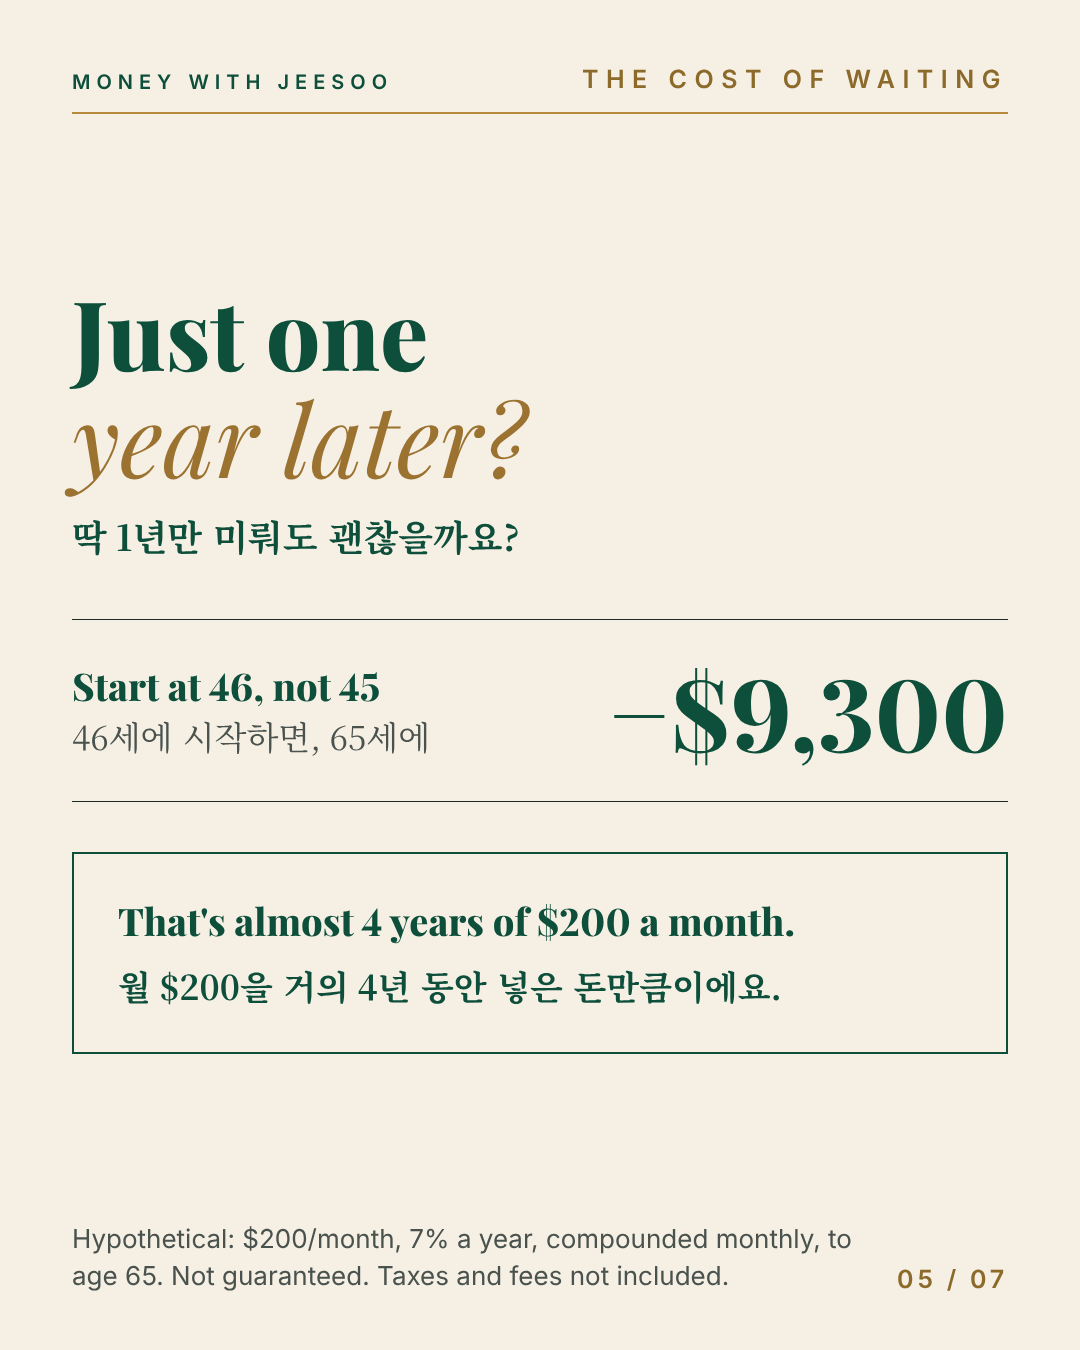 MONEY WITH JEESOO
THE COST OF WAITING
Just one
year later?
딱 1년만 미뤄도 괜찮을까요?
Start at 46, not 45
46세에 시작하면, 65세에
—$9,300
That's almost 4 years of $200 a month.
월 $200을 거의 4년 동안 넣은 돈만큼이에요.
Hypothetical: $200/month, 7% a year, compounded monthly, to
age 65. Not guaranteed. Taxes and fees not included.
05 / 07